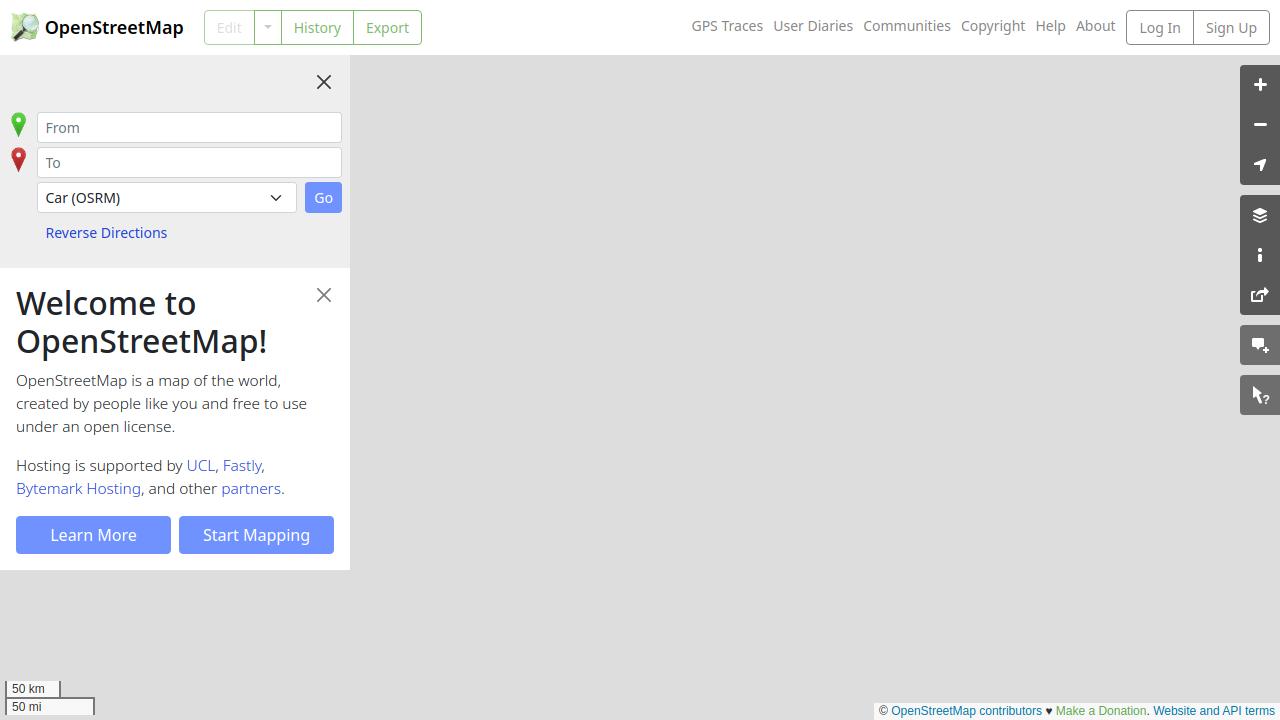 OpenStreetMap
Edit
History
Export
GPS Traces
User Diaries
Communities
Copyright
Help
About
Log In
Sign Up
From
To
Car (OSRM)
Go
Reverse Directions
Welcome to
OpenStreetMap!
OpenStreetMap is a map of the world,
created by people like you and free to use
under an open license.
Hosting is supported by UCL, Fastly,
Bytemark Hosting, and other partners.
Learn More
Start Mapping
50 km
50 mi
© OpenStreetMap contributors ♥ Make a Donation. Website and API terms